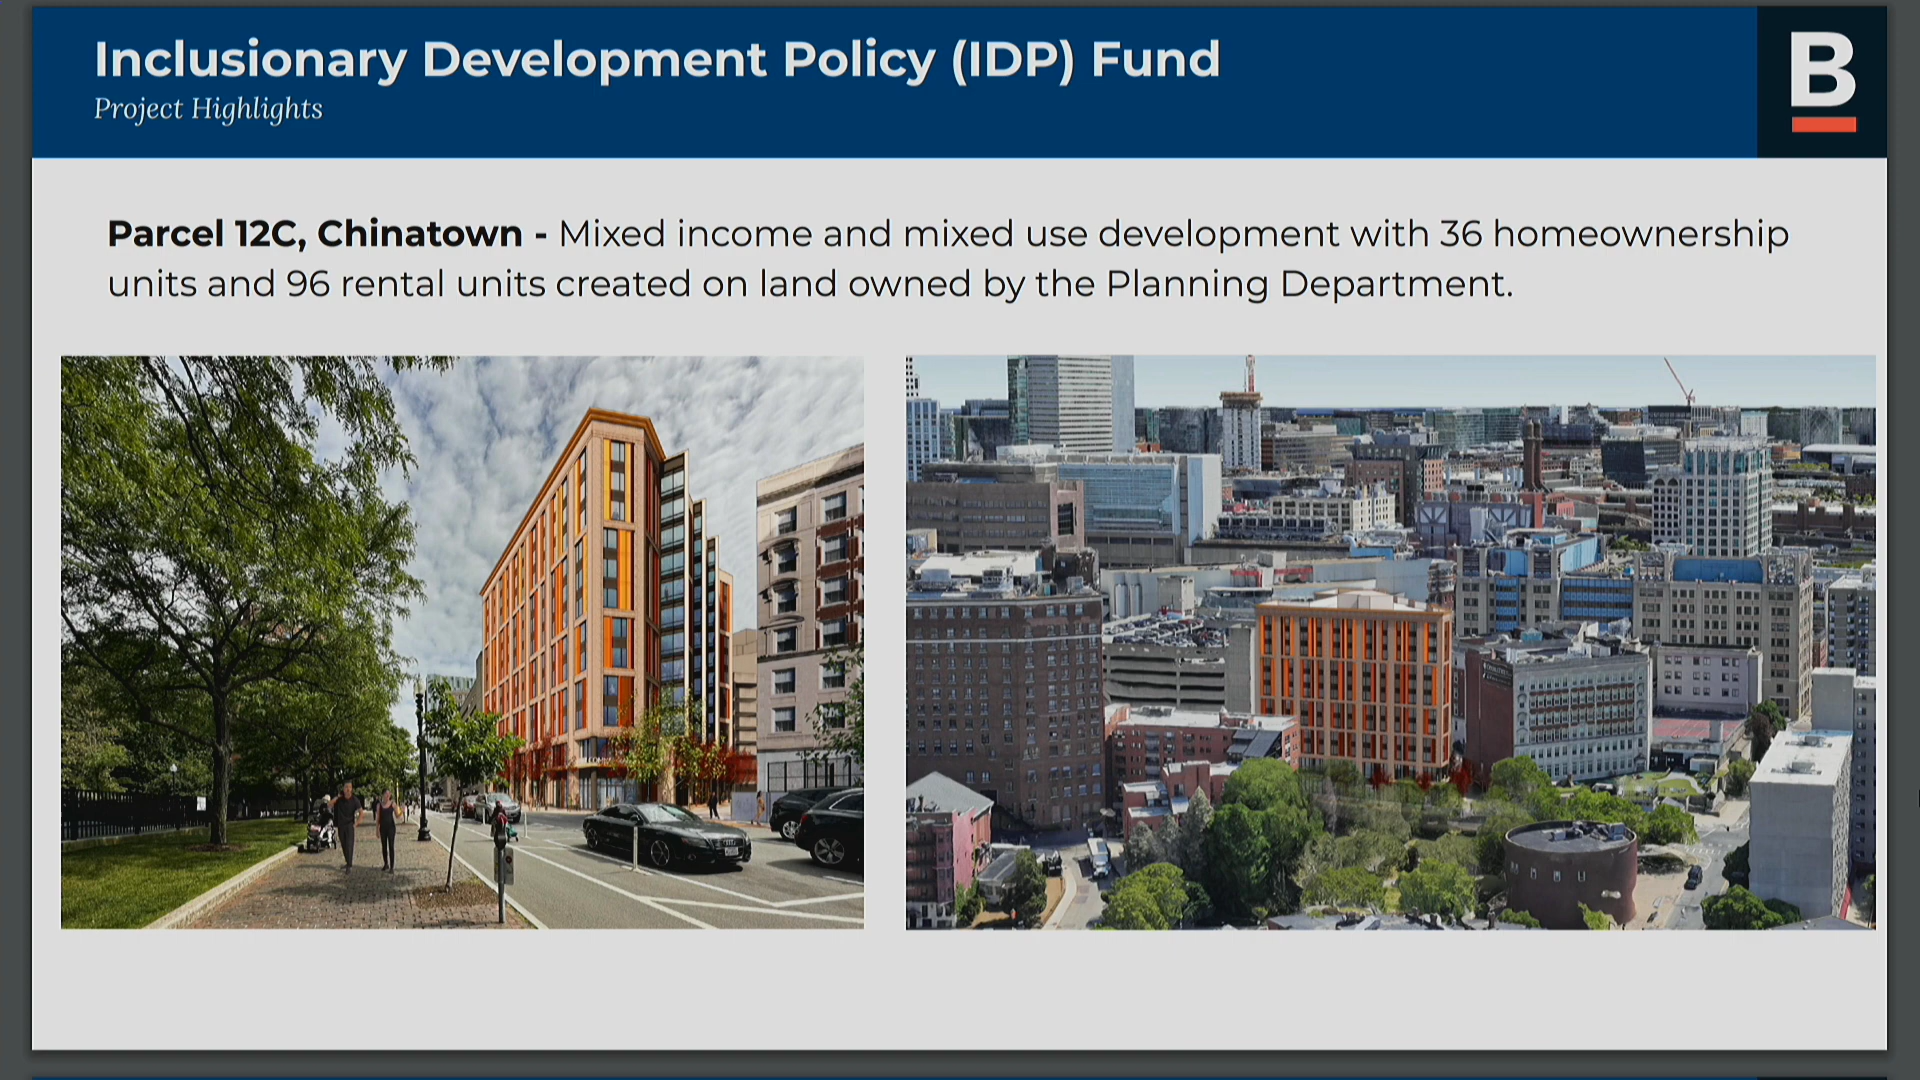 Inclusionary Development Policy (IDP) Fund
Project Highlights
B
Parcel 12C, Chinatown - Mixed income and mixed use development with 36 homeownership
units and 96 rental units created on land owned by the Planning Department.